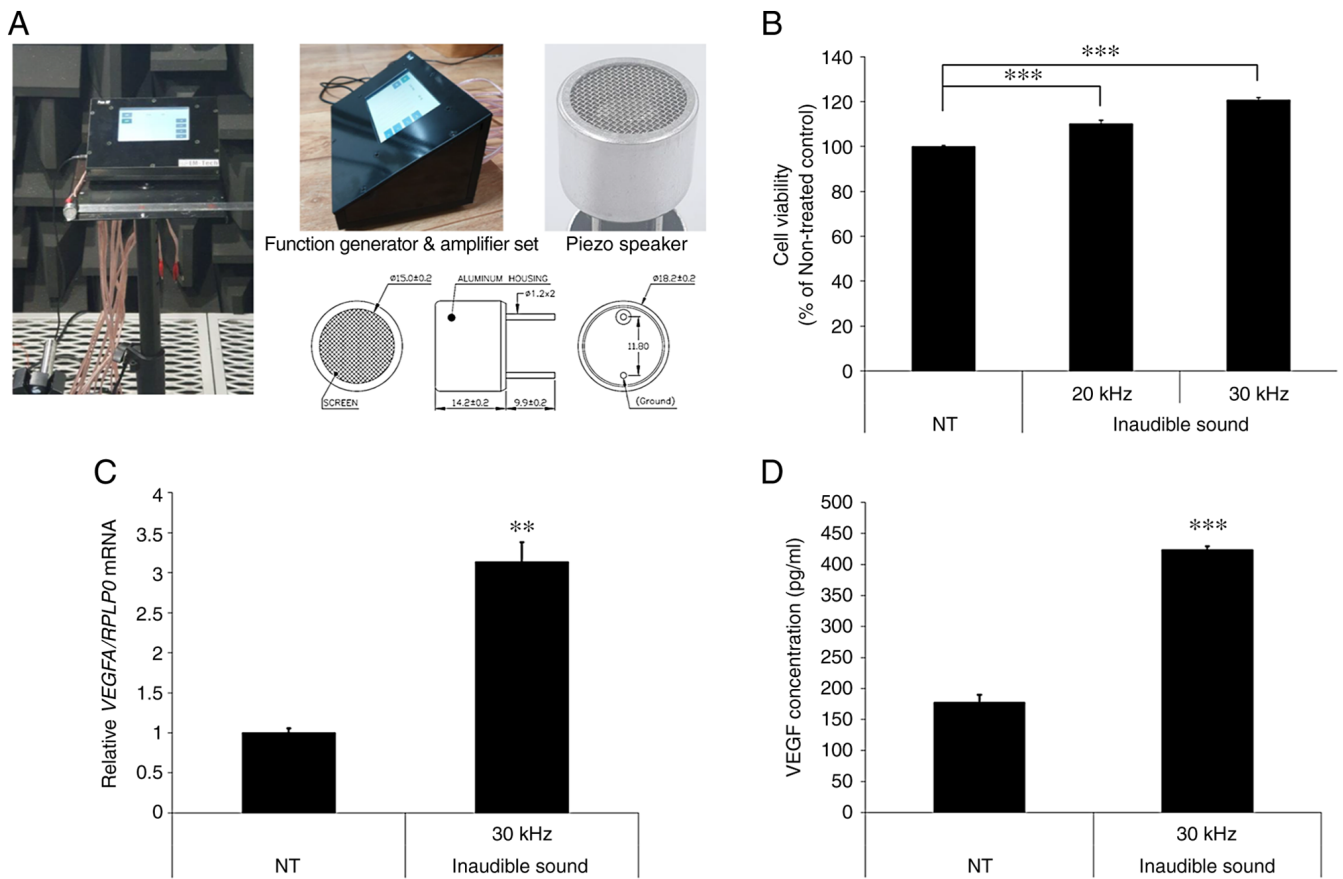 A
Function generator & amplifier set
Piezo speaker
ø15.0±0.2
ALUMINUM HOUSING
ø1.2x2
ø18.2±0.2
11.80
SCREEN
14.2±0.2
9.9±0.2
(Ground)
B
Cell viability
(% of Non-treated control)
140
120
100
80
60
40
20
0
***
***
20 kHz
30 kHz
NT
Inaudible sound
C
Relative VEGFA/RPLP0 mRNA
4
3.5
3
2.5
2
1.5
1
0.5
0
**
30 kHz
NT
Inaudible sound
D
VEGF concentration (pg/ml)
500
450
400
350
300
250
200
150
100
50
0
***
30 kHz
NT
Inaudible sound